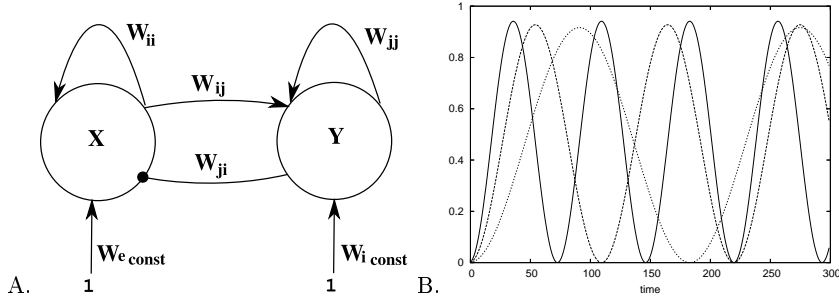 W ii
W jj
W ij
X
Y
W ji
W e const
W i const
A.
1
1
B.
1
0.8
0.6
0.4
0.2
0
0
50
100
150
200
250
300
time